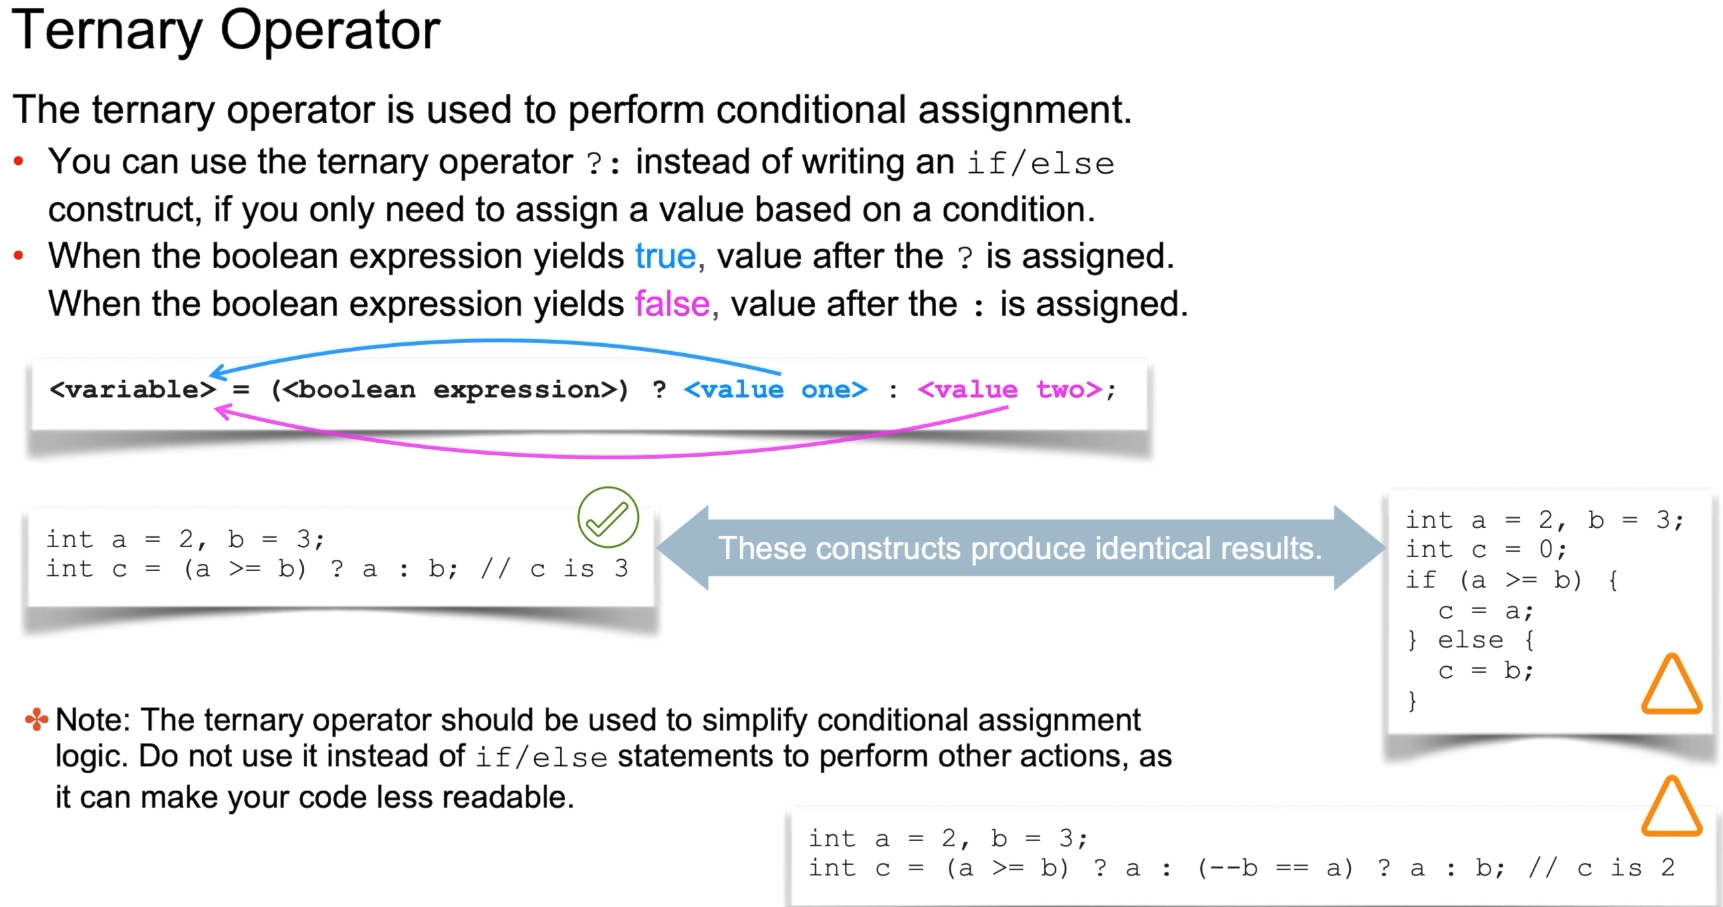 Ternary Operator
The ternary operator is used to perform conditional assignment.
• You can use the ternary operator ?: instead of writing an if/else
construct, if you only need to assign a value based on a condition.
• When the boolean expression yields true, value after the ? is assigned.
When the boolean expression yields false, value after the : is assigned.
<variable> = (<boolean expression>) ? <value one> : <value two>;
int a = 2, b = 3;
int c = (a >= b) ? a : b; // c is 3
These constructs produce identical results.
int a = 2, b = 3;
int c = 0;
if (a >= b) {
  c = a;
} else {
  c = b;
}
Note: The ternary operator should be used to simplify conditional assignment
logic. Do not use it instead of if/else statements to perform other actions, as
it can make your code less readable.
int a = 2, b = 3;
int c = (a >= b) ? a : (--b == a) ? a : b; // c is 2